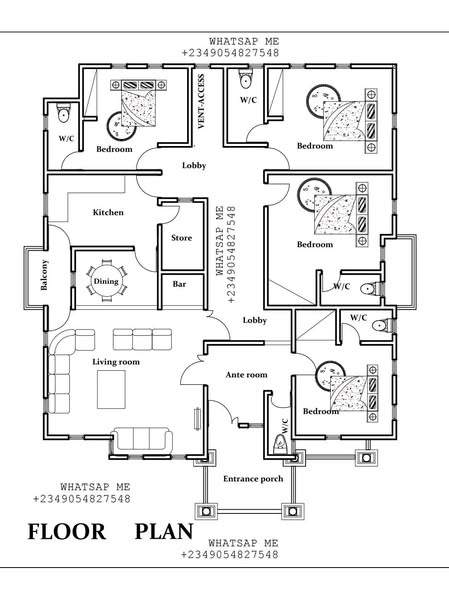 WHATSAP ME
+2349054827548
VENT-ACCESS
W/C
W/C
Bedroom
Bedroom
Lobby
Kitchen
Store
WHATSAP ME
+2349054827548
Bedroom
Balcony
Dining
Bar
W/C
Lobby
W/C
Living room
Ante room
Bedroom
W/C
Entrance porch
WHATSAP ME
+2349054827548
FLOOR PLAN
WHATSAP ME
+2349054827548